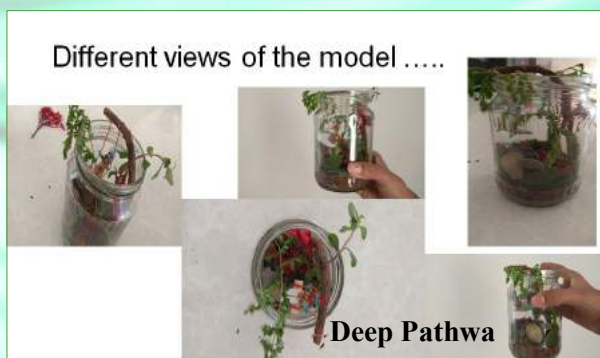 Different views of the model .....
Deep Pathwa